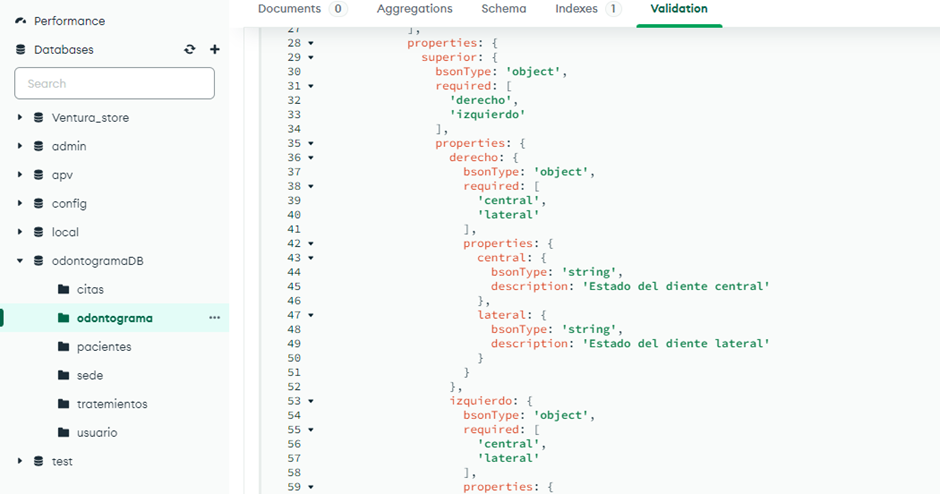 Performance
Databases
Search
Ventura_store
admin
apv
config
local
odontogramaDB
citas
odontograma
pacientes
sede
tratemientos
usuario
test
Documents 0 Aggregations Schema Indexes 1 Validation
27 ],
28 properties: {
29 superior: {
30 bsonType: 'object',
31 required: [
32 'derecho',
33 'izquierdo'
34 ],
35 properties: {
36 derecho: {
37 bsonType: 'object',
38 required: [
39 'central',
40 'lateral'
41 ],
42 properties: {
43 central: {
44 bsonType: 'string',
45 description: 'Estado del diente central'
46 },
47 lateral: {
48 bsonType: 'string',
49 description: 'Estado del diente lateral'
50 }
51 }
52 },
53 izquierdo: {
54 bsonType: 'object',
55 required: [
56 'central',
57 'lateral'
58 ],
59 properties: {